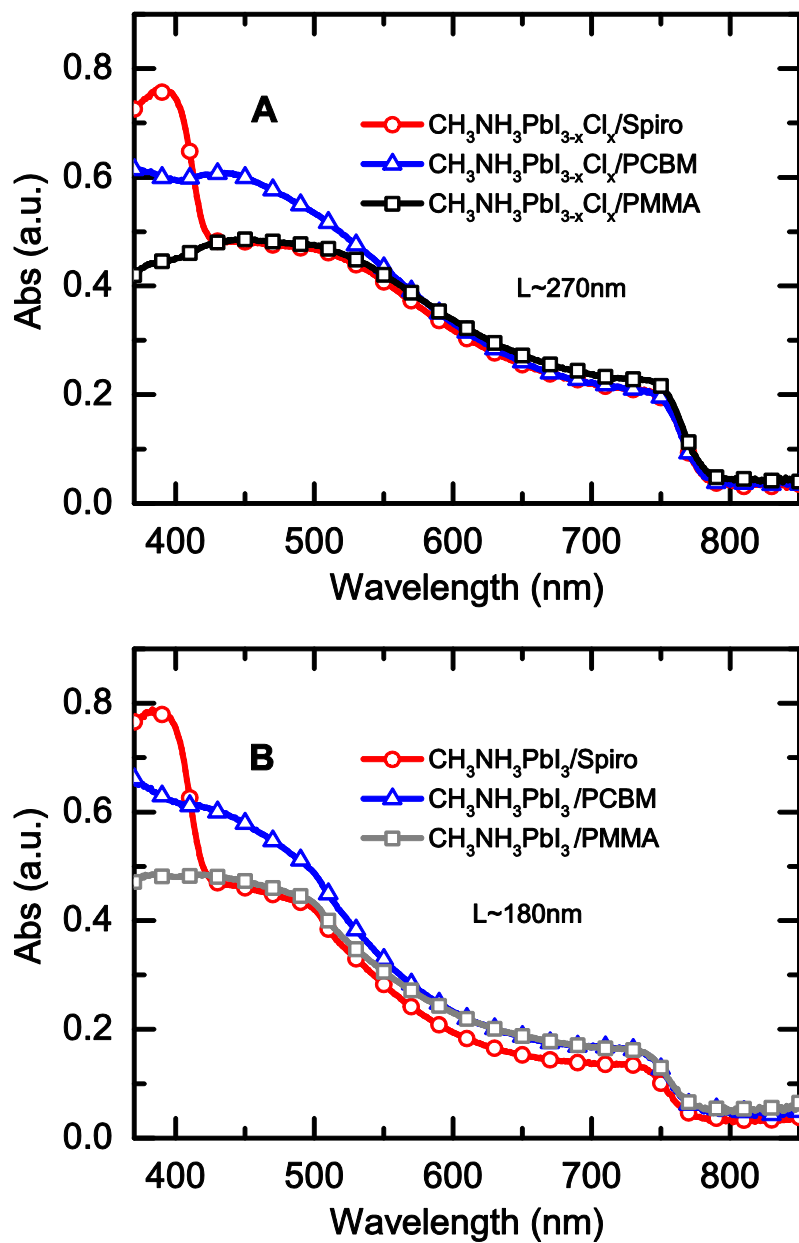 A
CH₃NH₃PbI₃₋ₓClₓ/Spiro
CH₃NH₃PbI₃₋ₓClₓ/PCBM
CH₃NH₃PbI₃₋ₓClₓ/PMMA
L~270nm
Abs (a.u.)
0.8
0.6
0.4
0.2
0.0
400 500 600 700 800
Wavelength (nm)
B
CH₃NH₃PbI₃/Spiro
CH₃NH₃PbI₃/PCBM
CH₃NH₃PbI₃/PMMA
L~180nm
Abs (a.u.)
0.8
0.6
0.4
0.2
0.0
400 500 600 700 800
Wavelength (nm)